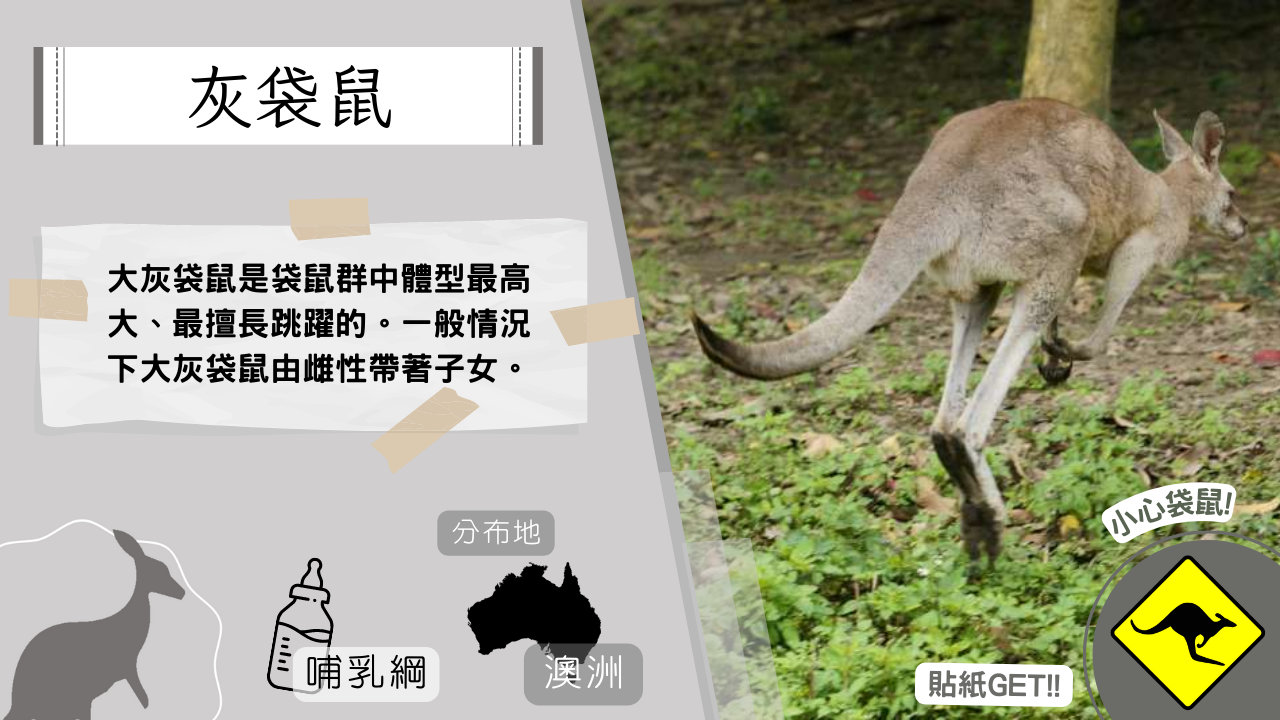 灰袋鼠
大灰袋鼠是袋鼠群中體型最高
大、最擅長跳躍的。一般情況
下大灰袋鼠由雌性帶著子女。
分布地
哺乳綱
澳洲
小心袋鼠!
貼紙GET!!